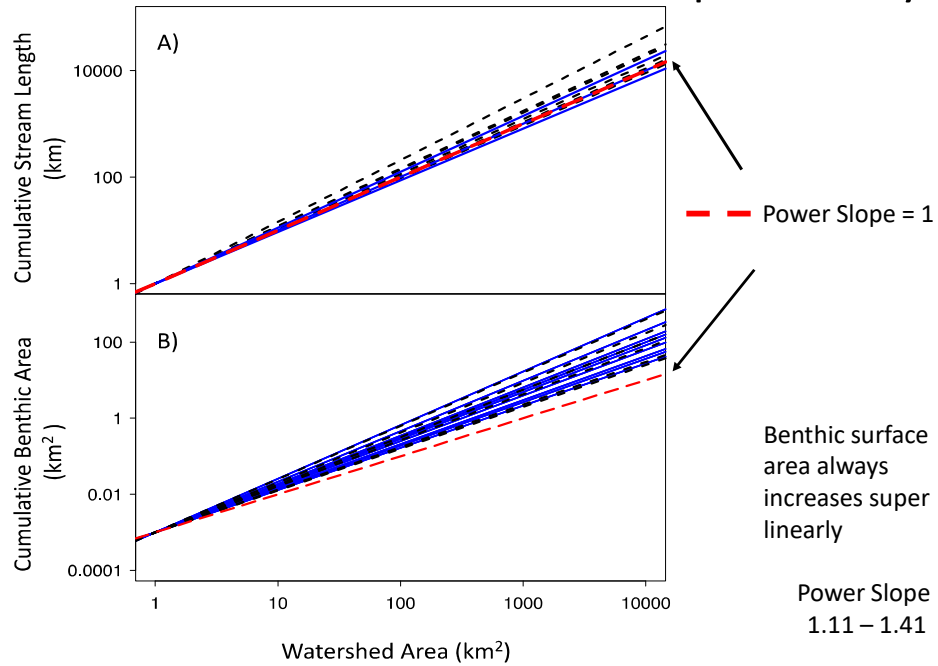 A)
Cumulative Stream Length
(km)
10000
100
1
Power Slope = 1
B)
Cumulative Benthic Area
(km²)
100
1
0.01
0.0001
1
10
100
1000
10000
Watershed Area (km²)
Benthic surface
area always
increases super
linearly
Power Slope
1.11 – 1.41